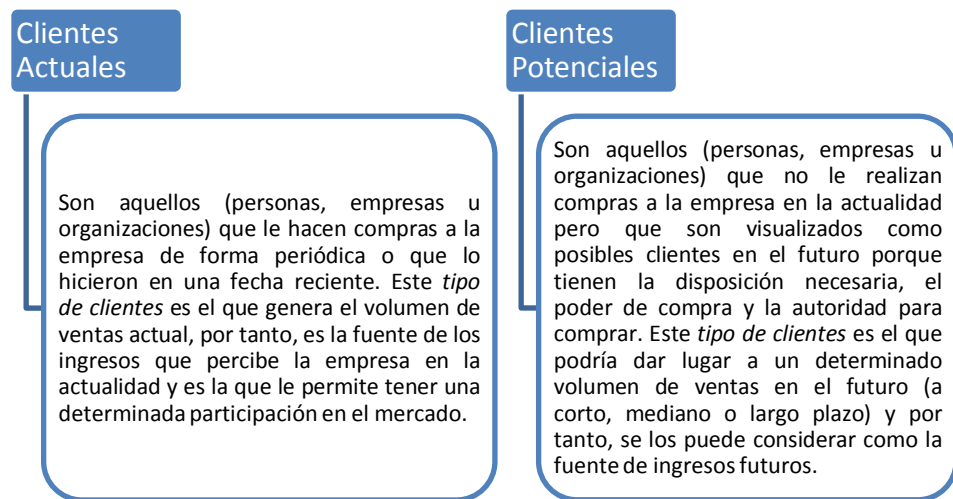 Clientes
Actuales
Son aquellos (personas, empresas u
organizaciones) que le hacen compras a la
empresa de forma periódica o que lo
hicieron en una fecha reciente. Este tipo
de clientes es el que genera el volumen de
ventas actual, por tanto, es la fuente de los
ingresos que percibe la empresa en la
actualidad y es la que le permite tener una
determinada participación en el mercado.
Clientes
Potenciales
Son aquellos (personas, empresas u
organizaciones) que no le realizan
compras a la empresa en la actualidad
pero que son visualizados como
posibles clientes en el futuro porque
tienen la disposición necesaria, el
poder de compra y la autoridad para
comprar. Este tipo de clientes es el que
podría dar lugar a un determinado
volumen de ventas en el futuro (a
corto, mediano o largo plazo) y por
tanto, se los puede considerar como la
fuente de ingresos futuros.